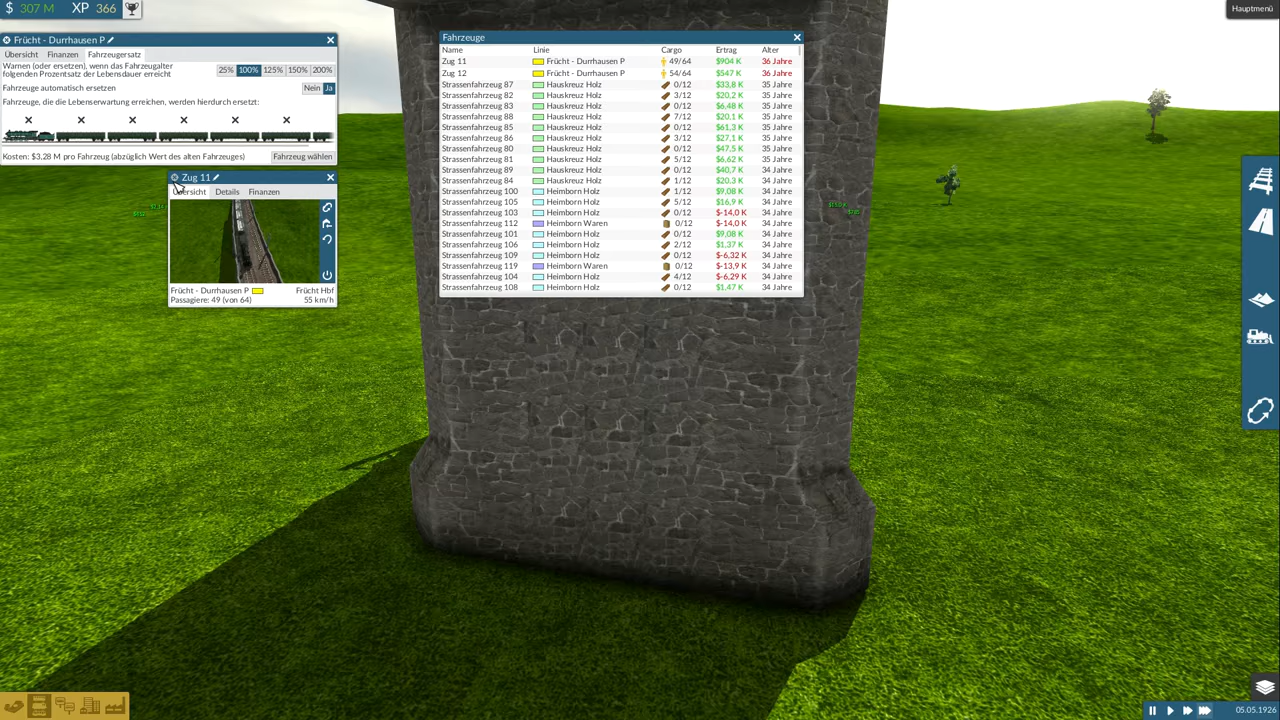 $ 307 M XP 366
Hauptmenü
Frücht - Durrhausen P
Übersicht Finanzen Fahrzeugersatz
Warnen (oder ersetzen), wenn das Fahrzeugalter
folgenden Prozentsatz der Lebensdauer erreicht
25% 100% 125% 150% 200%
Fahrzeuge automatisch ersetzen Nein Ja
Fahrzeuge, die die Lebenserwartung erreichen, werden hierdurch ersetzt:
Kosten: $3,28 M pro Fahrzeug (abzüglich Wert des alten Fahrzeuges) Fahrzeug wählen
Zug 11
Übersicht Details Finanzen
Frücht - Durrhausen P Frücht Hbf
Passagiere: 49 (von 64) 55 km/h
Fahrzeuge
Name Linie Cargo Ertrag Alter
Zug 11 Frücht - Durrhausen P 49/64 $904 K 36 Jahre
Zug 12 Frücht - Durrhausen P 54/64 $547 K 36 Jahre
Strassenfahrzeug 87 Hauskreuz Holz 0/12 $33,8 K 35 Jahre
Strassenfahrzeug 82 Hauskreuz Holz 3/12 $20,2 K 35 Jahre
Strassenfahrzeug 83 Hauskreuz Holz 0/12 $6,48 K 35 Jahre
Strassenfahrzeug 88 Hauskreuz Holz 7/12 $20,1 K 35 Jahre
Strassenfahrzeug 85 Hauskreuz Holz 0/12 $61,3 K 35 Jahre
Strassenfahrzeug 86 Hauskreuz Holz 3/12 $27,1 K 35 Jahre
Strassenfahrzeug 80 Hauskreuz Holz 0/12 $47,5 K 35 Jahre
Strassenfahrzeug 81 Hauskreuz Holz 5/12 $6,62 K 35 Jahre
Strassenfahrzeug 89 Hauskreuz Holz 0/12 $40,7 K 34 Jahre
Strassenfahrzeug 84 Hauskreuz Holz 1/12 $20,3 K 34 Jahre
Strassenfahrzeug 100 Heimborn Holz 1/12 $9,08 K 34 Jahre
Strassenfahrzeug 105 Heimborn Holz 5/12 $16,9 K 34 Jahre
Strassenfahrzeug 103 Heimborn Holz 0/12 $-14,0 K 34 Jahre
Strassenfahrzeug 112 Heimborn Waren 0/12 $-14,0 K 34 Jahre
Strassenfahrzeug 101 Heimborn Holz 0/12 $9,08 K 34 Jahre
Strassenfahrzeug 106 Heimborn Holz 2/12 $1,37 K 34 Jahre
Strassenfahrzeug 109 Heimborn Holz 0/12 $-6,32 K 34 Jahre
Strassenfahrzeug 119 Heimborn Waren 0/12 $-13,9 K 34 Jahre
Strassenfahrzeug 104 Heimborn Holz 4/12 $-6,29 K 34 Jahre
Strassenfahrzeug 108 Heimborn Holz 0/12 $1,47 K 34 Jahre
05.05.1926